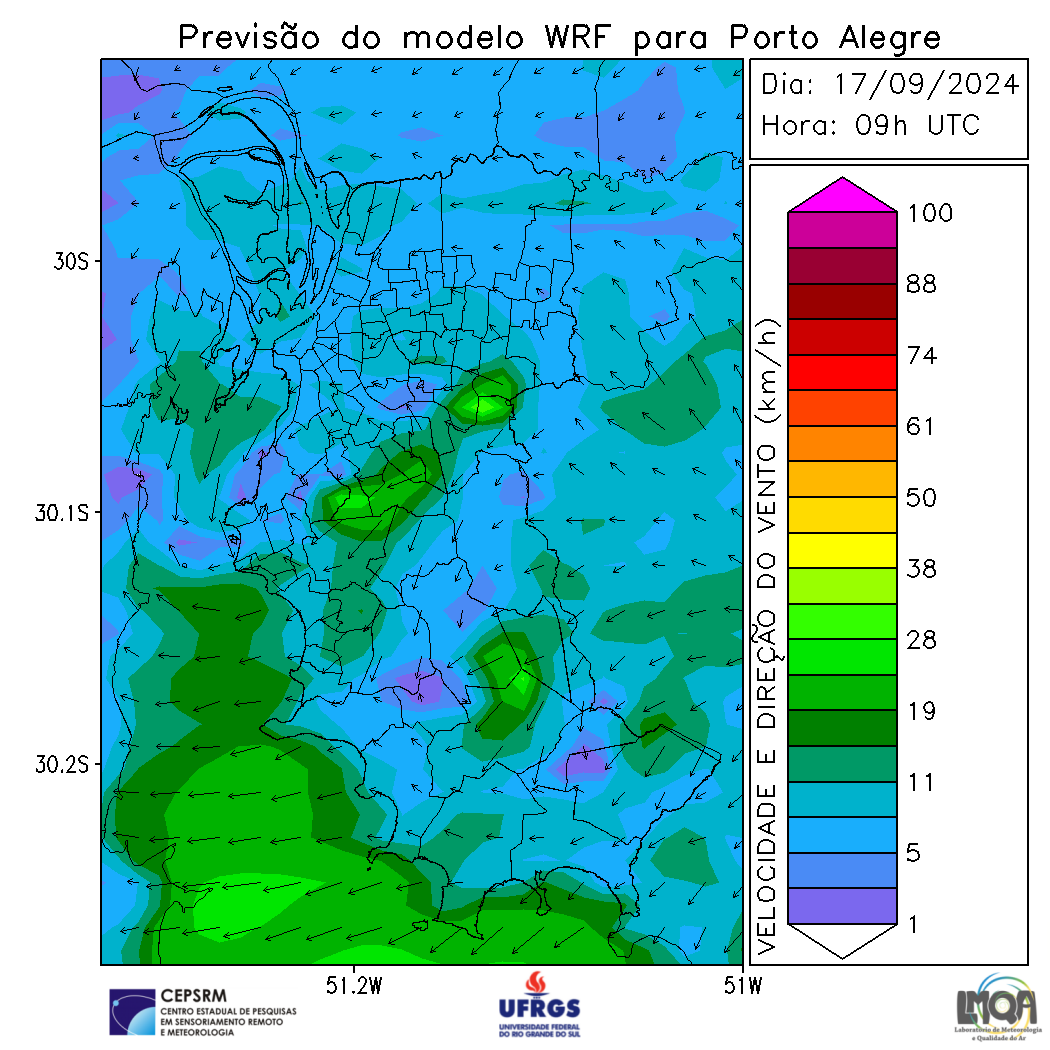 Previsão do modelo WRF para Porto Alegre
Dia: 17/09/2024
Hora: 09h UTC
30S
30.1S
30.2S
51.2W
51W
VELOCIDADE E DIREÇÃO DO VENTO (km/h)
100
88
74
61
50
38
28
19
11
5
1
CEPSRM
CENTRO ESTADUAL DE PESQUISAS
EM SENSORIAMENTO REMOTO
E METEOROLOGIA
UFRGS
UNIVERSIDADE FEDERAL
DO RIO GRANDE DO SUL
LMQA
Laboratório de Meteorologia
e Qualidade do Ar